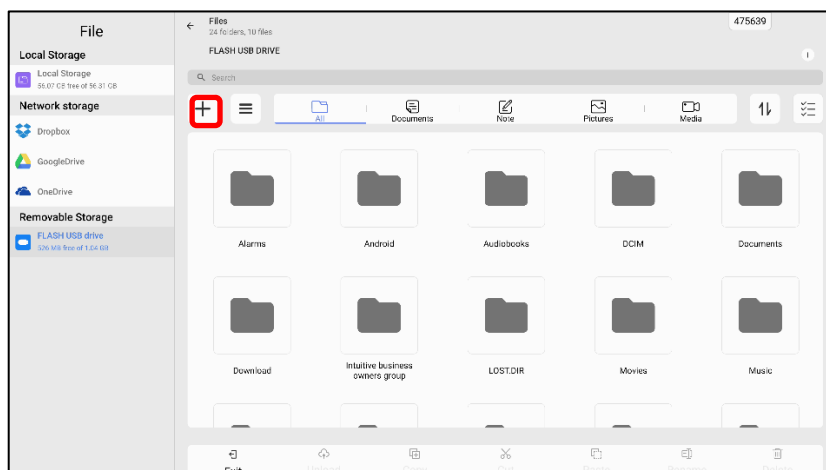 File
Local Storage
Local Storage
56.07 GB free of 56.31 GB
Network storage
Dropbox
GoogleDrive
OneDrive
Removable Storage
FLASH USB drive
526 MB free of 1.04 GB
Files
24 folders, 10 files
475639
FLASH USB DRIVE
Search
All
Documents
Note
Pictures
Media
Alarms
Android
Audiobooks
DCIM
Documents
Download
Intuitive business
owners group
LOST.DIR
Movies
Music
Exit